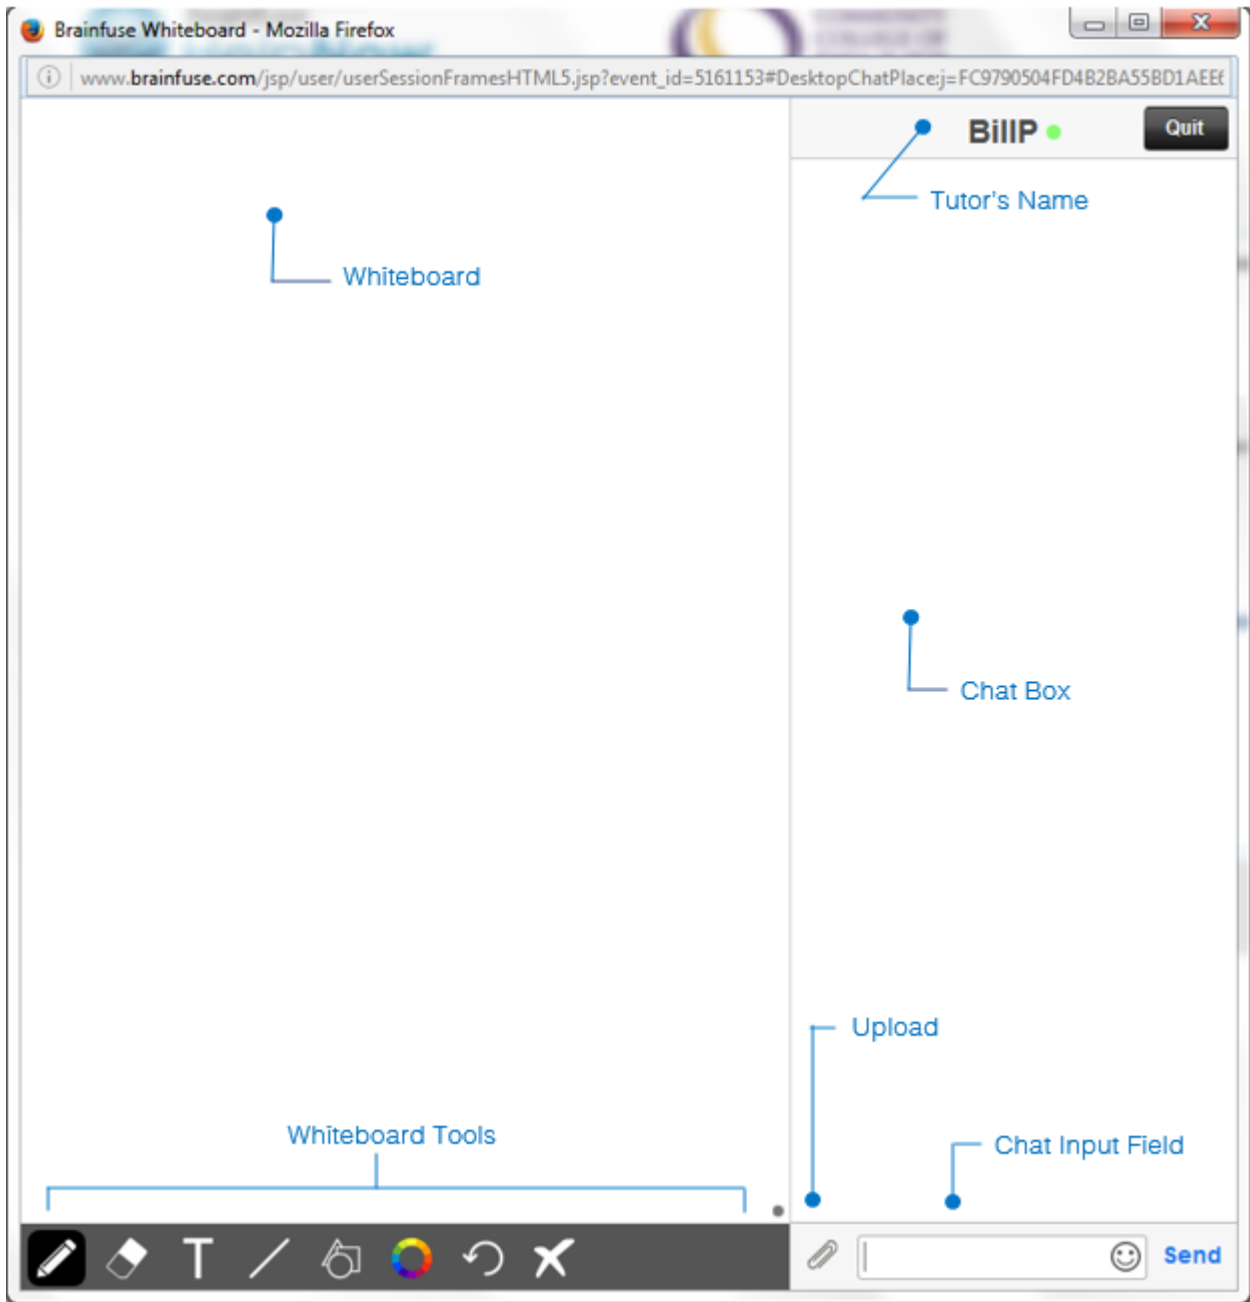 Brainfuse Whiteboard - Mozilla Firefox
www.brainfuse.com/jsp/user/userSessionFramesHTML5.jsp?event_id=5161153#DesktopChatPlace;j=FC9790504FD4B2BA55BD1AEE
BillP
Quit
Tutor's Name
Whiteboard
Chat Box
Upload
Whiteboard Tools
Chat Input Field
T
Send